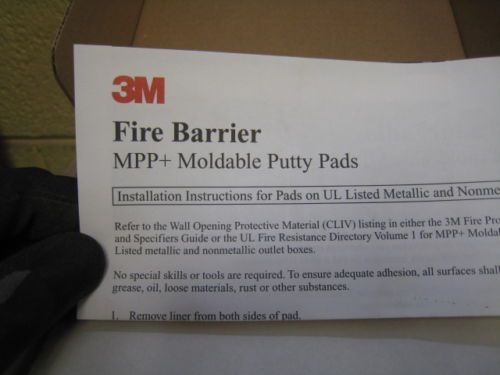 3M
Fire Barrier
MPP+ Moldable Putty Pads
Installation Instructions for Pads on UL Listed Metallic and
Refer to the Wall Opening Protective Material (CLIV) listing in either the 3M Fire
and Specifiers Guide or the UL Fire Resistance Directory Volume 1 for MPP+
Listed metallic and nonmetallic outlet boxes.
No special skills or tools are required. To ensure adequate adhesion, all surfaces
grease, oil, loose materials, rust or other substances.
1. Remove liner from both sides of pad.